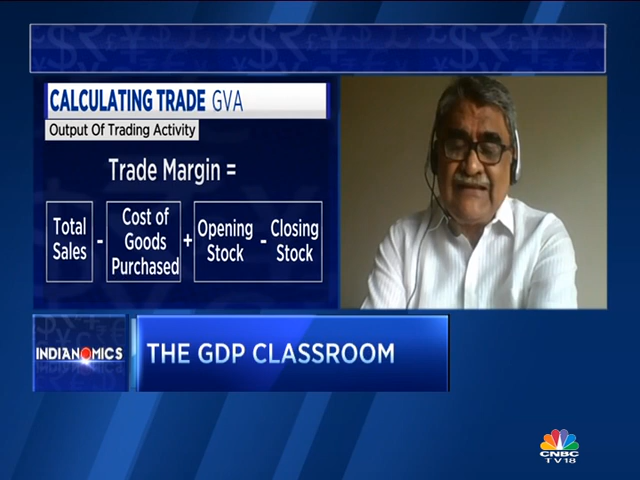 CALCULATING TRADE GVA
Output Of Trading Activity
Trade Margin =
Total Sales - Cost of Goods Purchased + Opening Stock - Closing Stock
INDIANOMICS
THE GDP CLASSROOM
CNBC
TV18